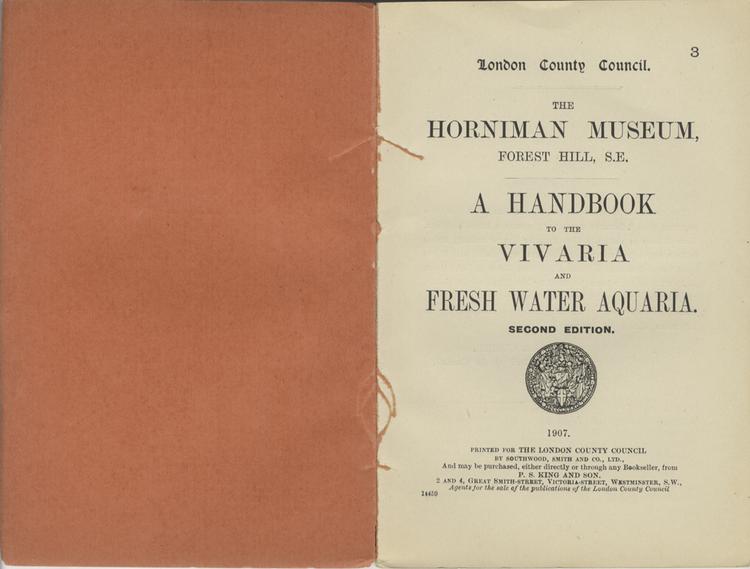 3
London County Council.
THE
HORNIMAN MUSEUM,
FOREST HILL, S.E.
A HANDBOOK
TO THE
VIVARIA
AND
FRESH WATER AQUARIA.
SECOND EDITION.
1907.
PRINTED FOR THE LONDON COUNTY COUNCIL
BY SOUTHWOOD, SMITH AND CO., LTD.,
And may be purchased, either directly or through any Bookseller, from
P. S. KING AND SON.
2 AND 4, GREAT SMITH-STREET, VICTORIA-STREET, WESTMINSTER, S.W.,
Agents for the sale of the publications of the London County Council
14459